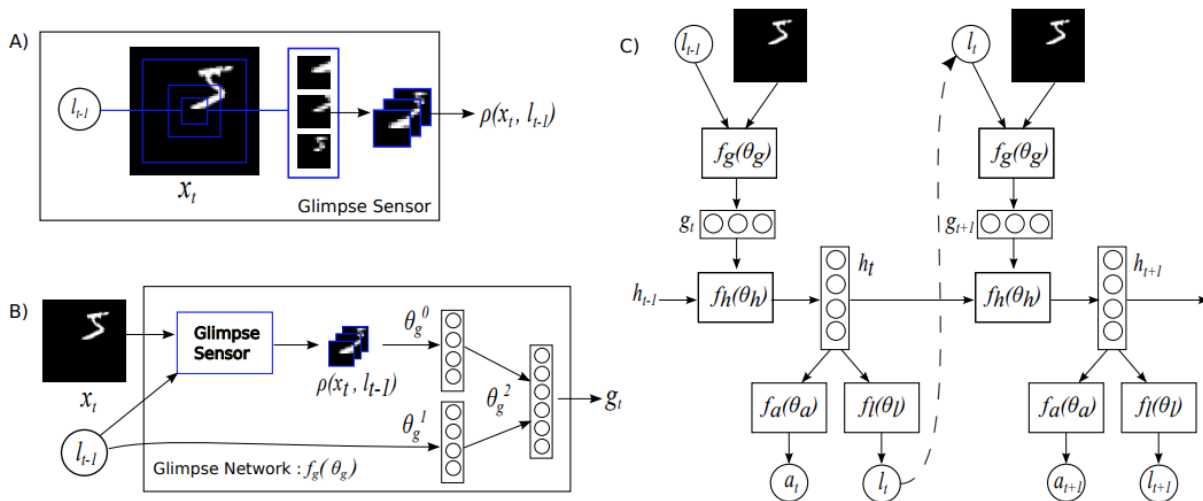 A)
l_{t-1}
x_t
ρ(x_t, l_{t-1})
Glimpse Sensor
B)
x_t
l_{t-1}
Glimpse
Sensor
ρ(x_t, l_{t-1})
θ_g^0
θ_g^1
θ_g^2
g_t
Glimpse Network : f_g(θ_g)
C)
l_{t-1}
l_t
f_g(θ_g)
f_g(θ_g)
g_t
g_{t+1}
h_{t-1}
f_h(θ_h)
h_t
f_h(θ_h)
h_{t+1}
f_a(θ_a)
f_l(θ_l)
f_a(θ_a)
f_l(θ_l)
a_t
l_t
a_{t+1}
l_{t+1}